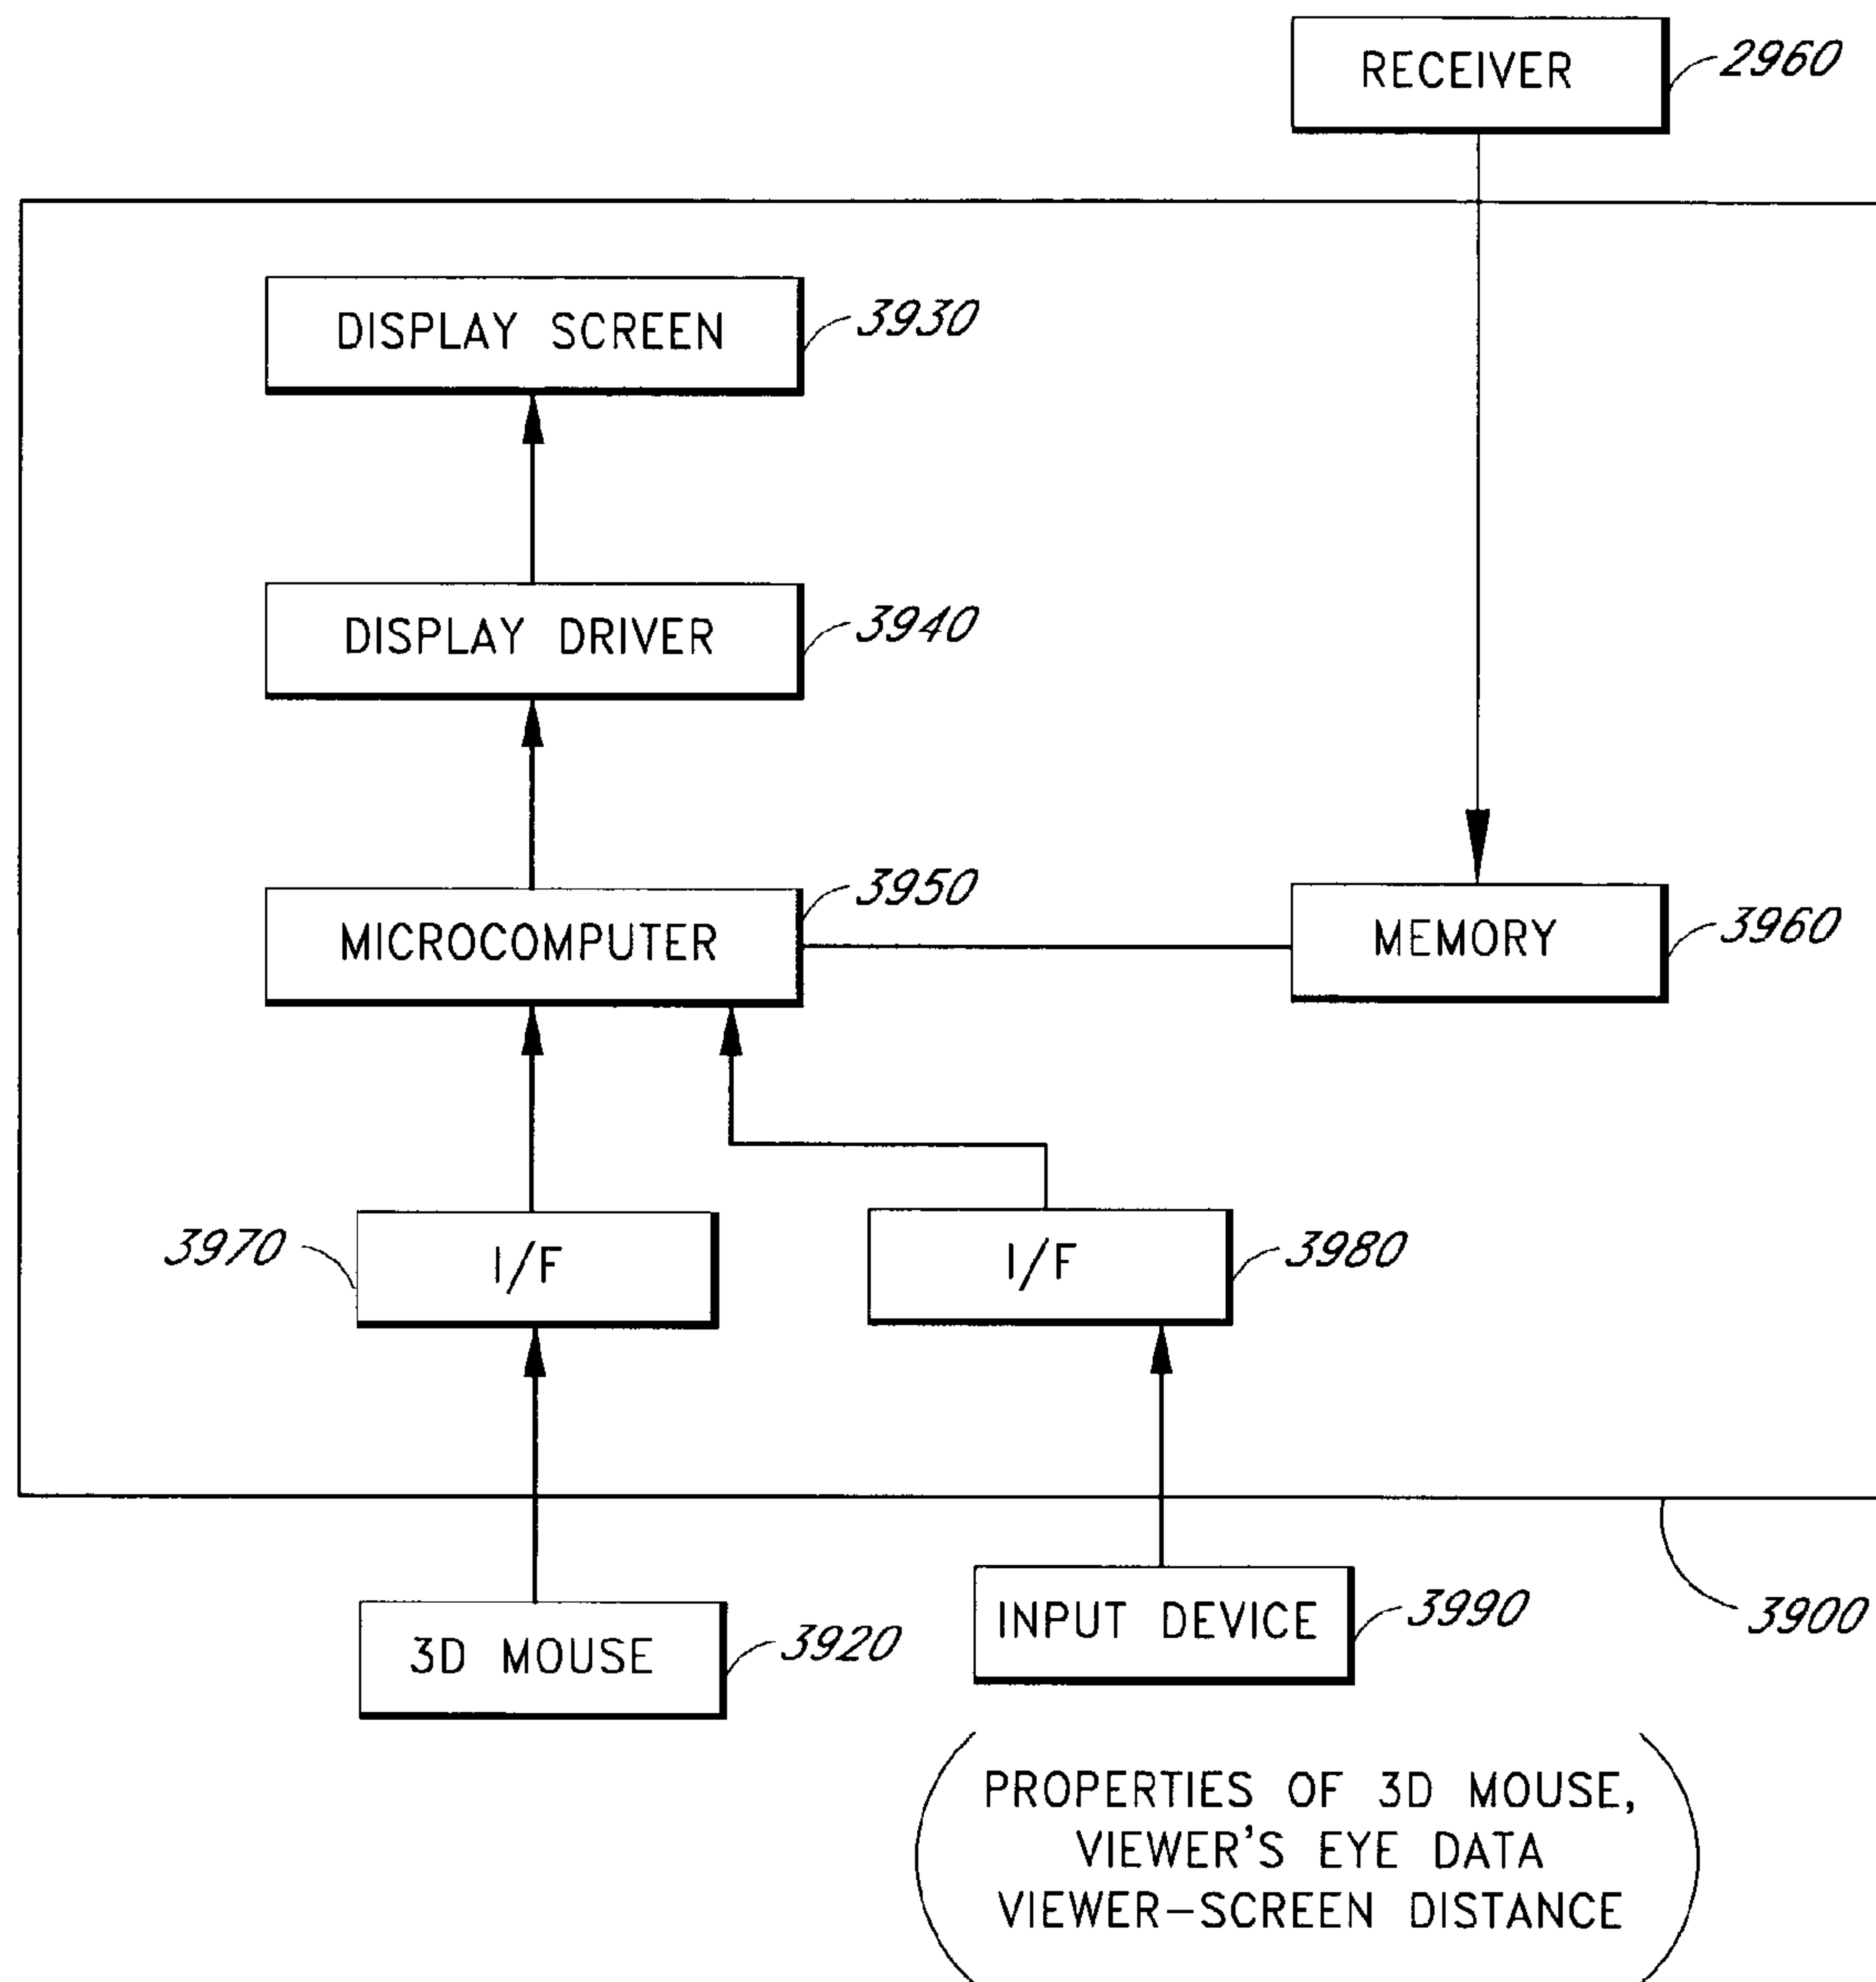 RECEIVER
2960
DISPLAY SCREEN
3930
DISPLAY DRIVER
3940
MICROCOMPUTER
3950
MEMORY
3960
3970
I/F
I/F
3980
3D MOUSE
3920
INPUT DEVICE
3990
3900
PROPERTIES OF 3D MOUSE,
VIEWER'S EYE DATA
VIEWER-SCREEN DISTANCE